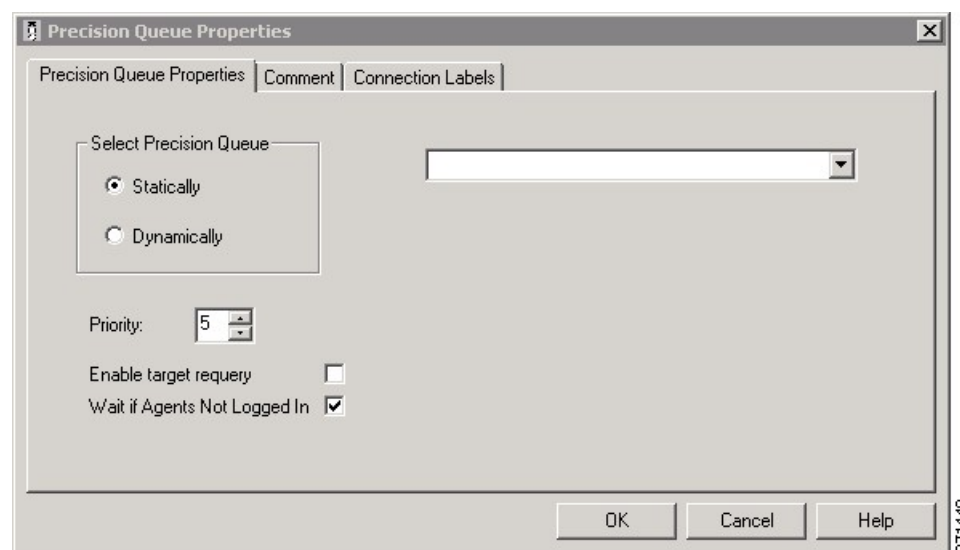 Precision Queue Properties
Precision Queue Properties
Comment
Connection Labels
Select Precision Queue
Statically
Dynamically
Priority: 5
Enable target requery
Wait if Agents Not Logged In
OK
Cancel
Help